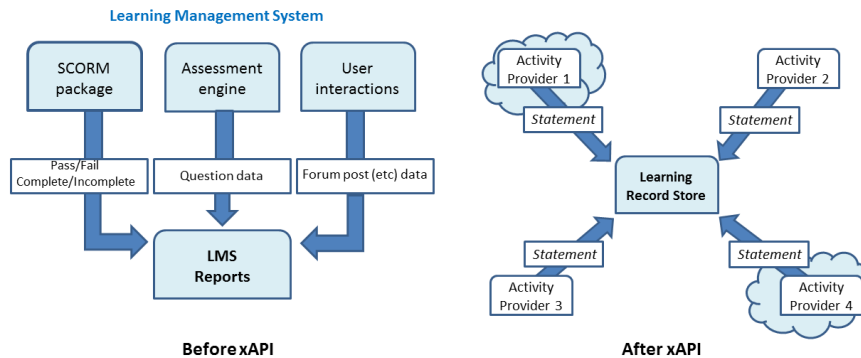 Learning Management System
SCORM
package
Assessment
engine
User
interactions
Pass/Fail
Complete/Incomplete
Question data
Forum post (etc) data
LMS
Reports
Before xAPI
Activity
Provider 1
Activity
Provider 2
Statement
Statement
Learning
Record Store
Statement
Statement
Activity
Provider 3
Activity
Provider 4
After xAPI